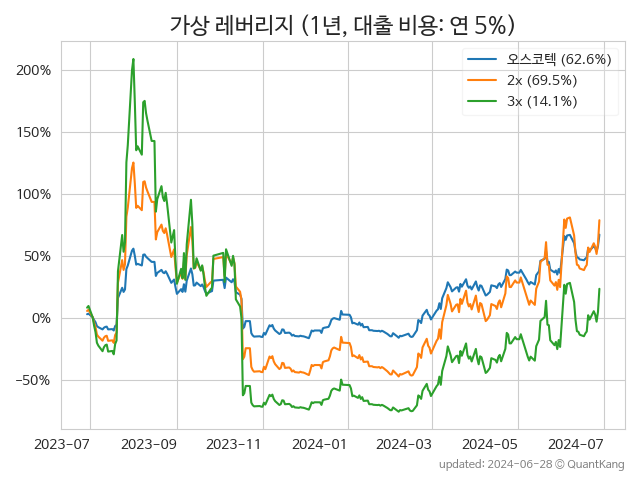 가상 레버리지 (1년, 대출 비용: 연 5%)
오스코텍 (62.6%)
2x (69.5%)
3x (14.1%)
200%
150%
100%
50%
0%
−50%
2023-07 2023-09 2023-11 2024-01 2024-03 2024-05 2024-07
updated: 2024-06-28 © QuantKang